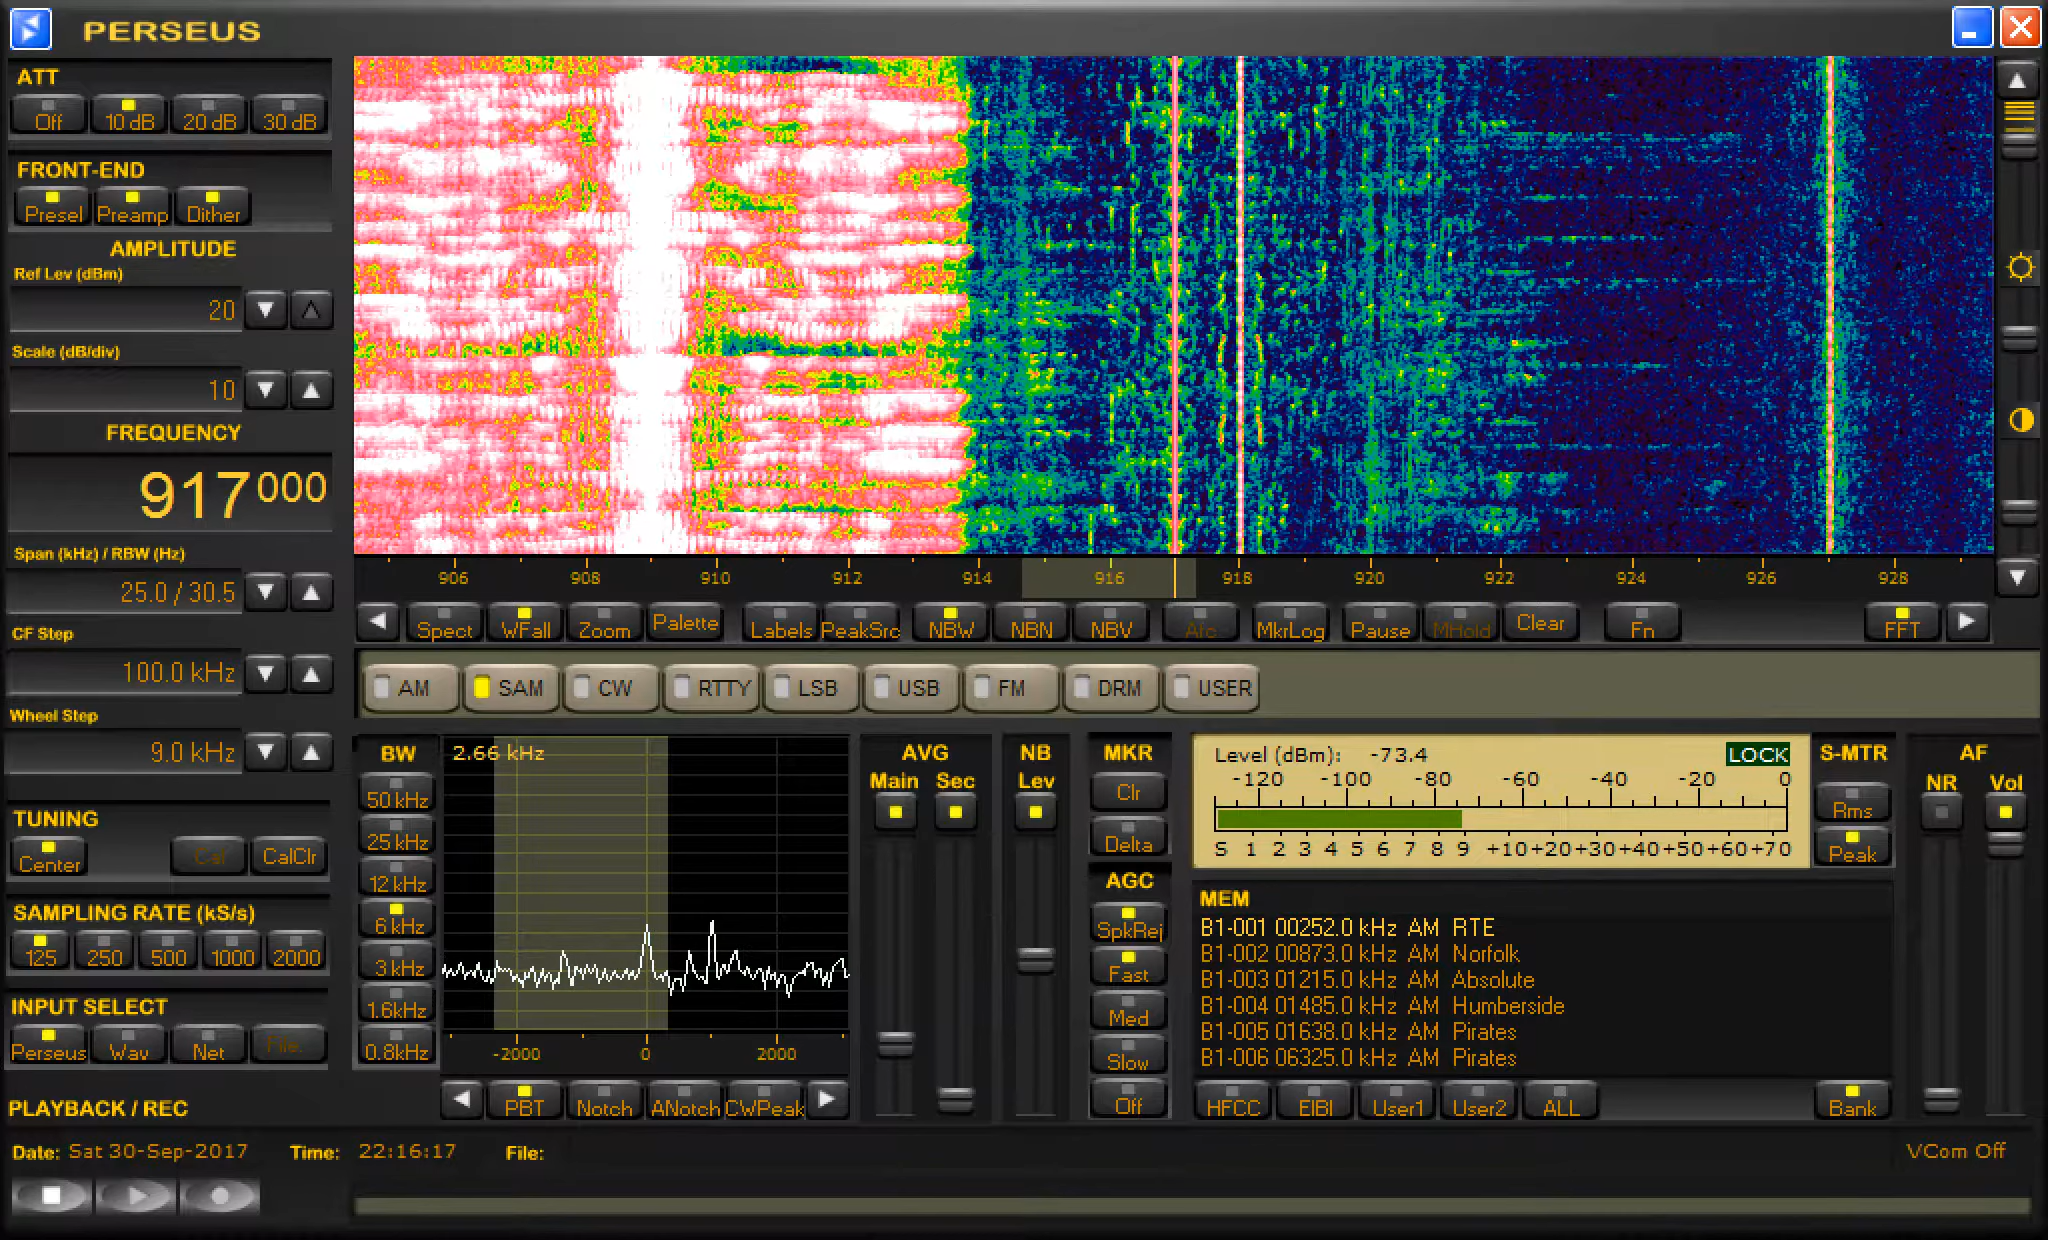 PERSEUS
ATT
Off 10 dB 20 dB 30 dB
FRONT-END
Presel Preamp Dither
AMPLITUDE
Ref Lev (dBm)
20
Scale (dB/div)
10
FREQUENCY
917000
Span (kHz) / RBW (Hz)
25.0 / 30.5
CF Step
100.0 kHz
Wheel Step
9.0 kHz
TUNING
Center Cal CalClr
SAMPLING RATE (kS/s)
125 250 500 1000 2000
INPUT SELECT
Perseus Wav Net File.
PLAYBACK / REC
906 908 910 912 914 916 918 920 922 924 926 928
Spect WFall Zoom Palette Labels PeakSrc NBW NBN NBV Afc MkrLog Pause MHold Clear Fn FFT
AM SAM CW RTTY LSB USB FM DRM USER
BW
50 kHz
25 kHz
12 kHz
6 kHz
3 kHz
1.6kHz
0.8kHz
2.66 kHz
-2000 0 2000
PBT Notch ANotch CWPeak
AVG
Main Sec
NB
Lev
MKR
Clr
Delta
AGC
SpkRej
Fast
Med
Slow
Off
Level (dBm): -73.4 LOCK
-120 -100 -80 -60 -40 -20 0
S 1 2 3 4 5 6 7 8 9 +10+20+30+40+50+60+70
S-MTR
Rms
Peak
AF
NR Vol
MEM
B1-001 00252.0 kHz AM RTE
B1-002 00873.0 kHz AM Norfolk
B1-003 01215.0 kHz AM Absolute
B1-004 01485.0 kHz AM Humberside
B1-005 01638.0 kHz AM Pirates
B1-006 06325.0 kHz AM Pirates
HFCC EIBI User1 User2 ALL Bank
Date: Sat 30-Sep-2017 Time: 22:16:17 File:
VCom Off